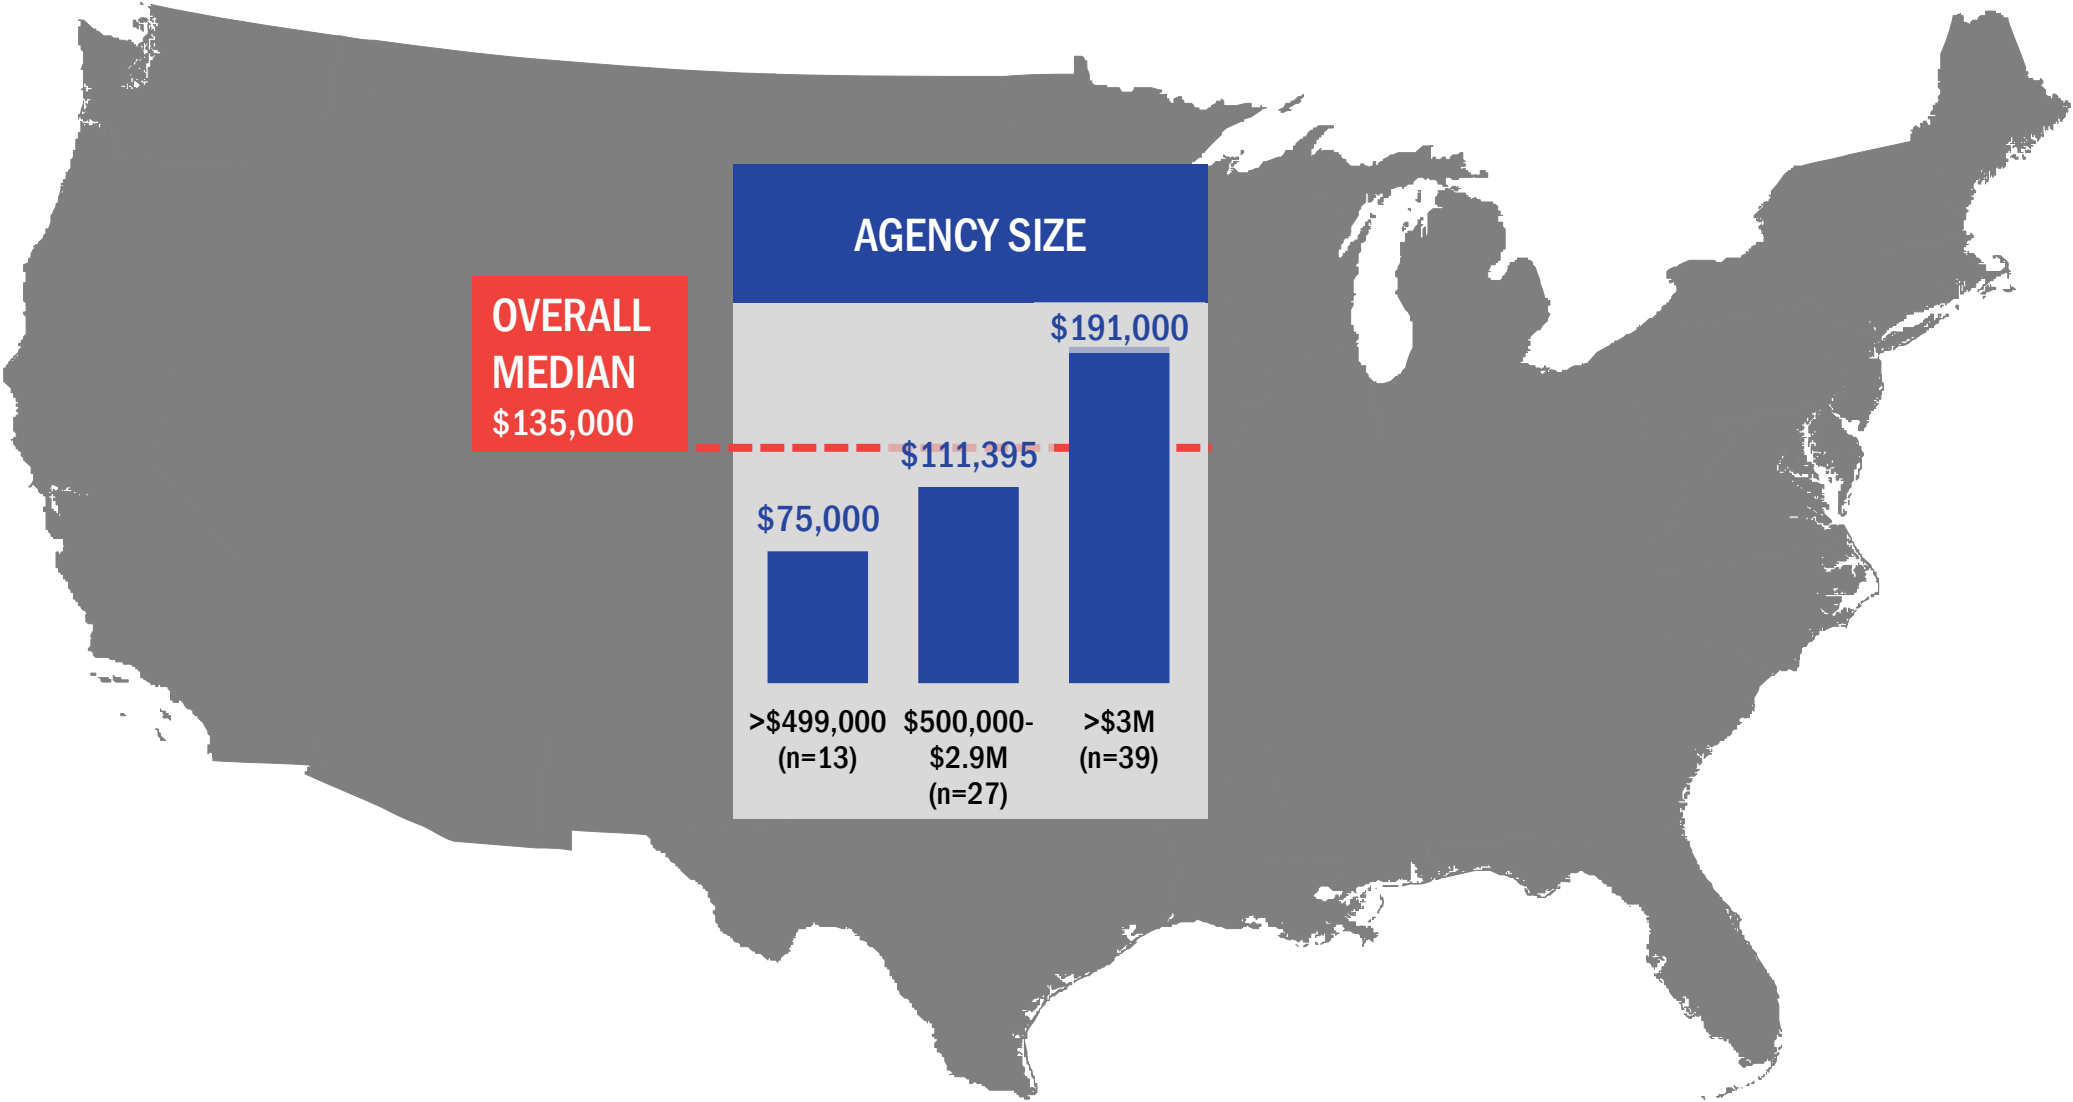 AGENCY SIZE
OVERALL
MEDIAN
$135,000
$191,000
$111,395
$75,000
>$499,000
(n=13)
$500,000-
$2.9M
(n=27)
>$3M
(n=39)